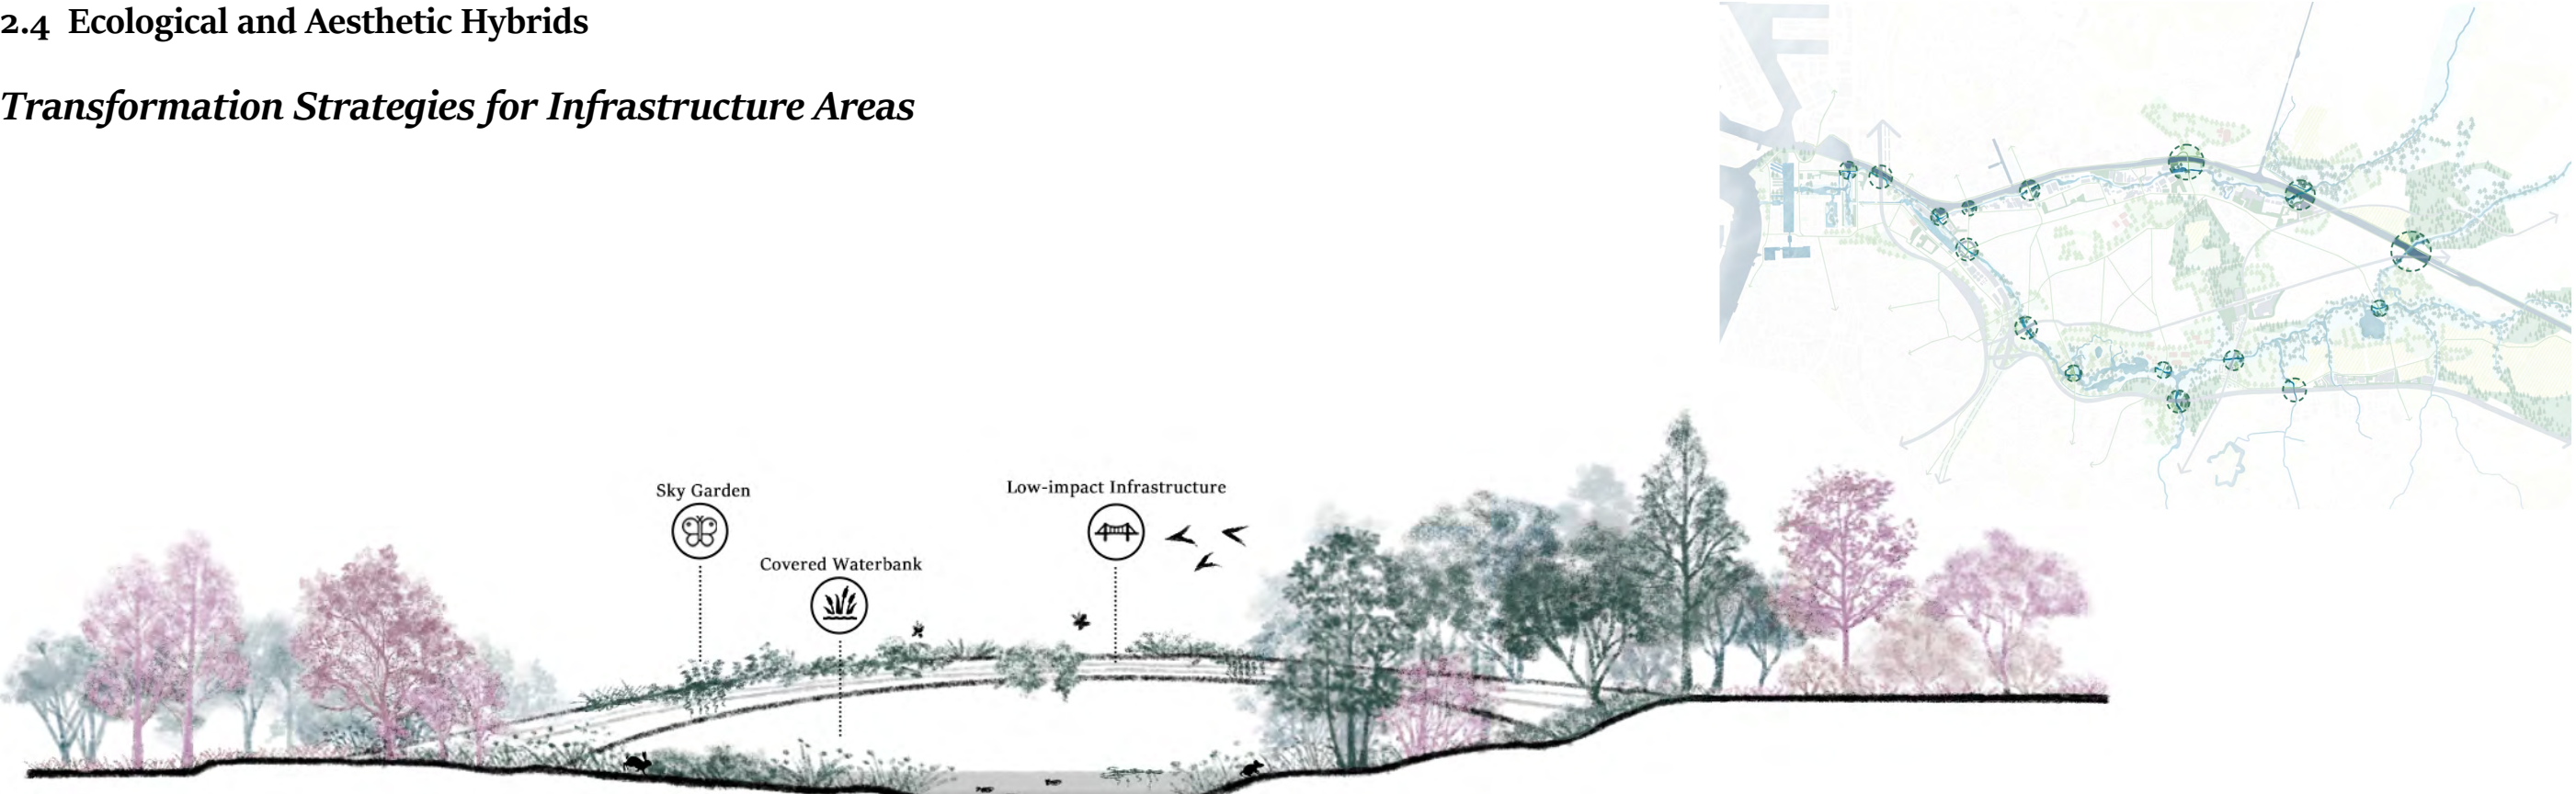 2.4 Ecological and Aesthetic Hybrids
Transformation Strategies for Infrastructure Areas
Sky Garden
Low-impact Infrastructure
Covered Waterbank